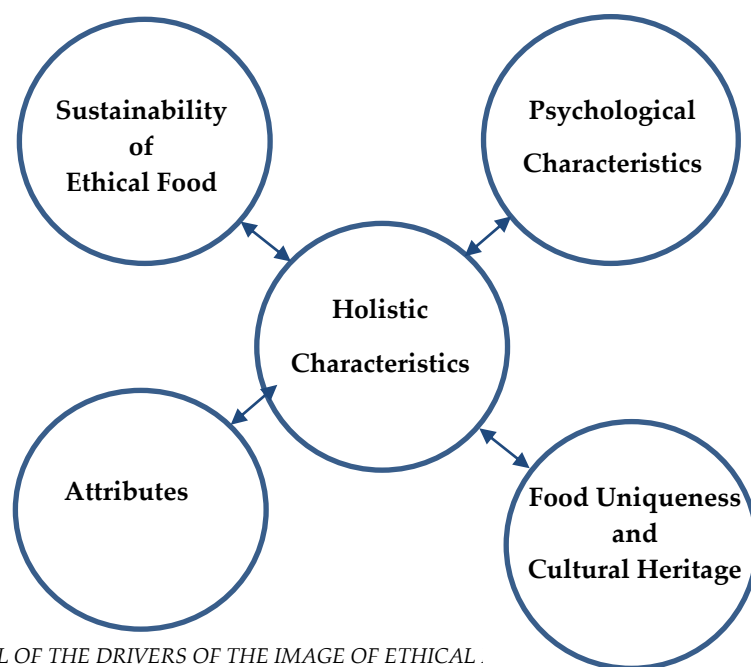 Sustainability
of
Ethical Food
Psychological
Characteristics
Holistic
Characteristics
Attributes
Food Uniqueness
and
Cultural Heritage
OF THE DRIVERS OF THE IMAGE OF ETHICAL